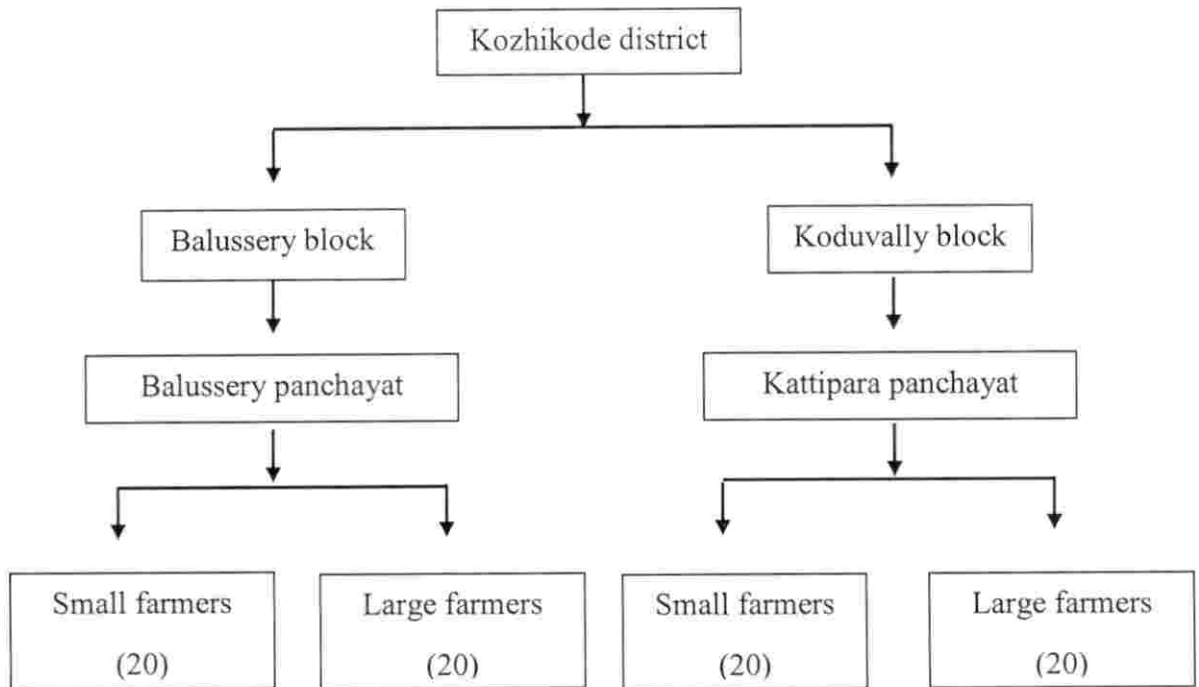 Kozhikode district
Balussery block
Koduvally block
Balussery panchayat
Kattipara panchayat
Small farmers
(20)
Large farmers
(20)
Small farmers
(20)
Large farmers
(20)